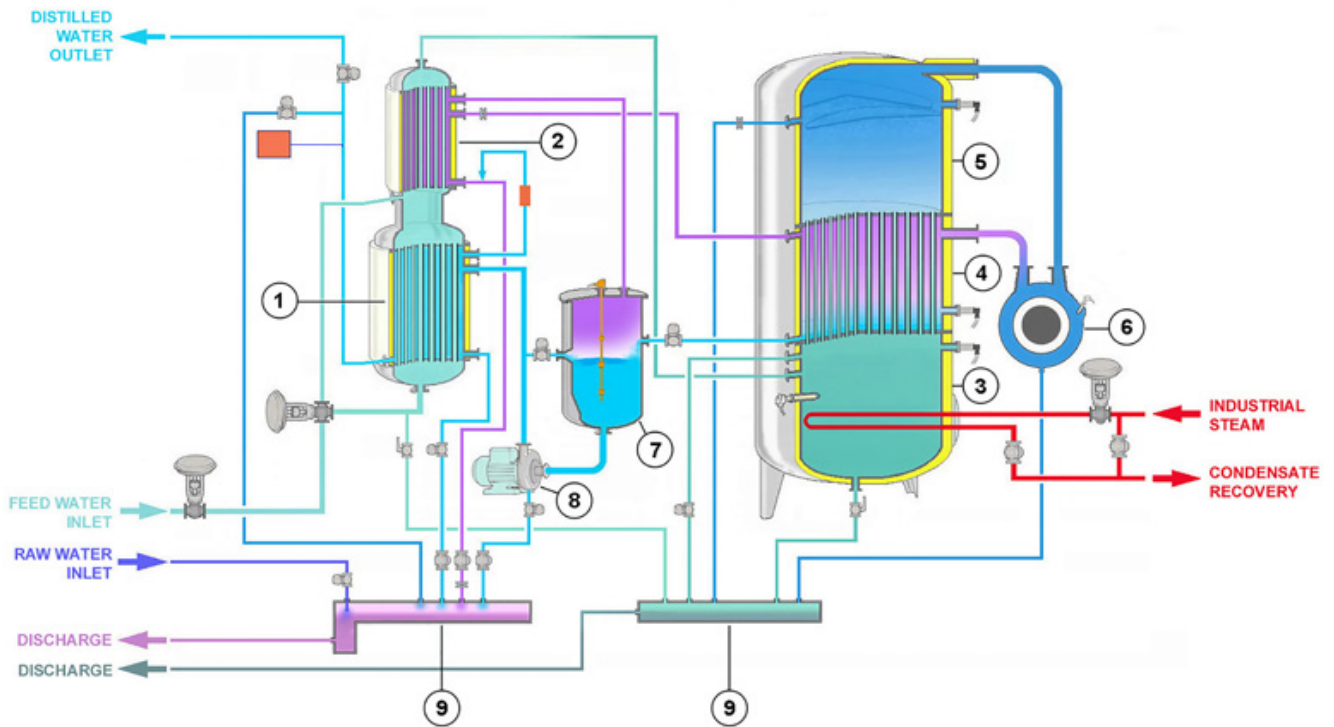 DISTILLED
WATER
OUTLET
2
5
1
4
6
3
INDUSTRIAL
STEAM
7
8
CONDENSATE
RECOVERY
FEED WATER
INLET
RAW WATER
INLET
DISCHARGE
DISCHARGE
9
9